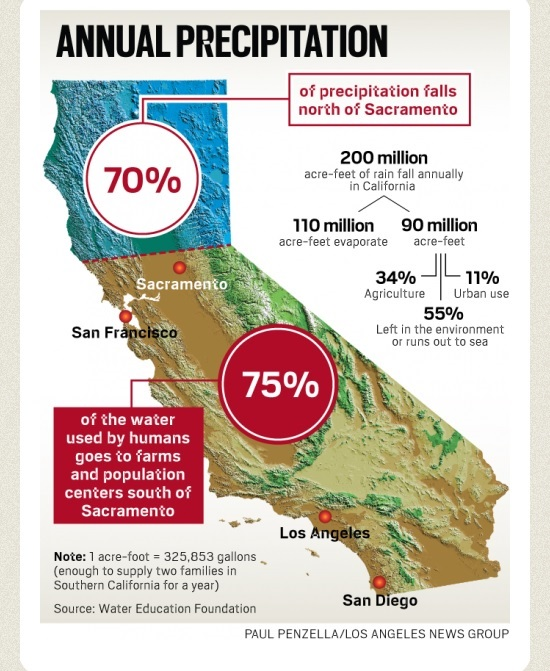 ANNUAL PRECIPITATION
of precipitation falls
north of Sacramento
70%
200 million
acre-feet of rain fall annually
in California
110 million
acre-feet evaporate
90 million
acre-feet
34%
Agriculture
11%
Urban use
55%
Left in the environment
or runs out to sea
Sacramento
San Francisco
75%
of the water
used by humans
goes to farms
and population
centers south of
Sacramento
Los Angeles
San Diego
Note: 1 acre-foot = 325,853 gallons
(enough to supply two families in
Southern California for a year)
Source: Water Education Foundation
PAUL PENZELLA/LOS ANGELES NEWS GROUP